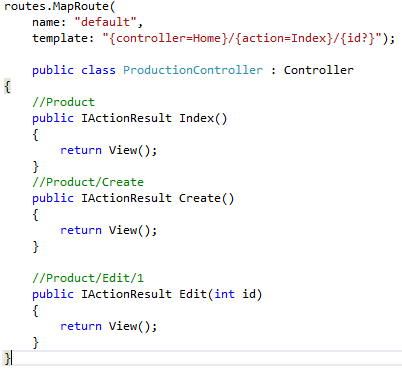 routes.MapRoute(
    name: "default",
    template: "{controller=Home}/{action=Index}/{id?}");
    public class ProductionController : Controller
{
    //Product
    public IActionResult Index()
    {
        return View();
    }
    //Product/Create
    public IActionResult Create()
    {
        return View();
    }
    //Product/Edit/1
    public IActionResult Edit(int id)
    {
        return View();
    }
}